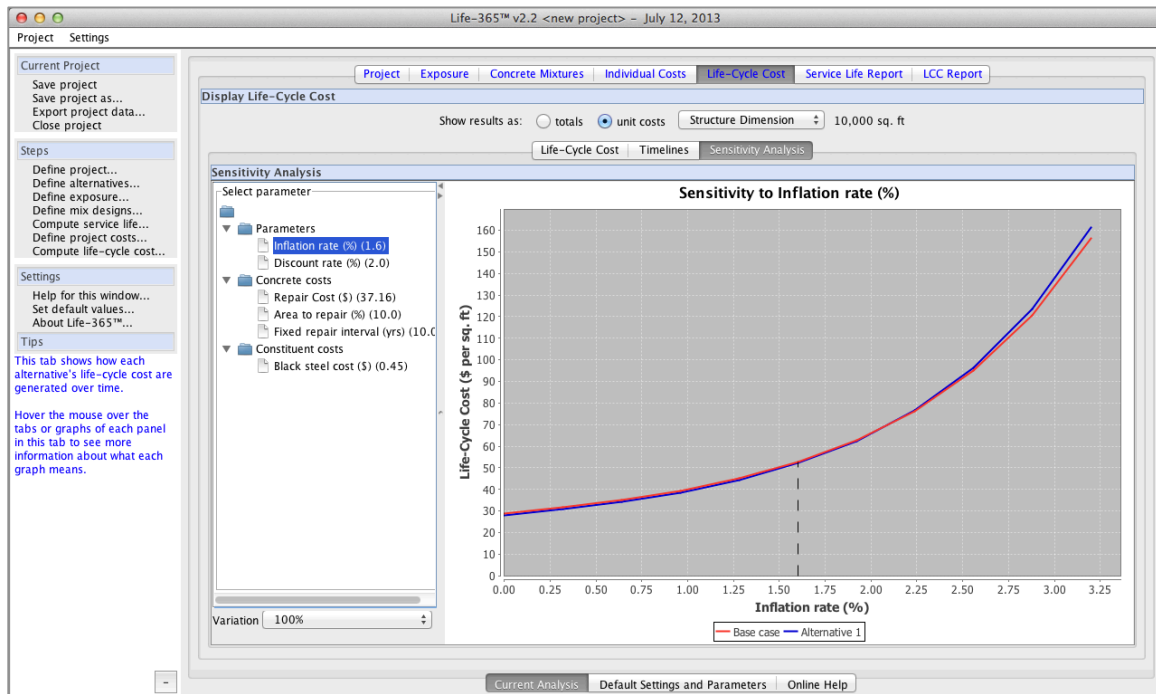 Life-365™ v2.2 <new project> – July 12, 2013
Project Settings
Current Project
Save project
Save project as...
Export project data...
Close project
Steps
Define project...
Define alternatives...
Define exposure...
Define mix designs...
Compute service life...
Define project costs...
Compute life-cycle cost...
Settings
Help for this window...
Set default values...
About Life-365™...
Tips
This tab shows how each
alternative's life-cycle cost are
generated over time.
Hover the mouse over the
tabs or graphs of each panel
in this tab to see more
information about what each
graph means.
–
Project Exposure Concrete Mixtures Individual Costs Life-Cycle Cost Service Life Report LCC Report
Display Life-Cycle Cost
Show results as: totals unit costs Structure Dimension 10,000 sq. ft
Life-Cycle Cost Timelines Sensitivity Analysis
Sensitivity Analysis
Select parameter
Parameters
Inflation rate (%) (1.6)
Discount rate (%) (2.0)
Concrete costs
Repair Cost ($) (37.16)
Area to repair (%) (10.0)
Fixed repair interval (yrs) (10.0
Constituent costs
Black steel cost ($) (0.45)
Variation 100%
Sensitivity to Inflation rate (%)
Life-Cycle Cost ($ per sq. ft)
160
150
140
130
120
110
100
90
80
70
60
50
40
30
20
10
0
0.00 0.25 0.50 0.75 1.00 1.25 1.50 1.75 2.00 2.25 2.50 2.75 3.00 3.25
Inflation rate (%)
Base case Alternative 1
Current Analysis Default Settings and Parameters Online Help